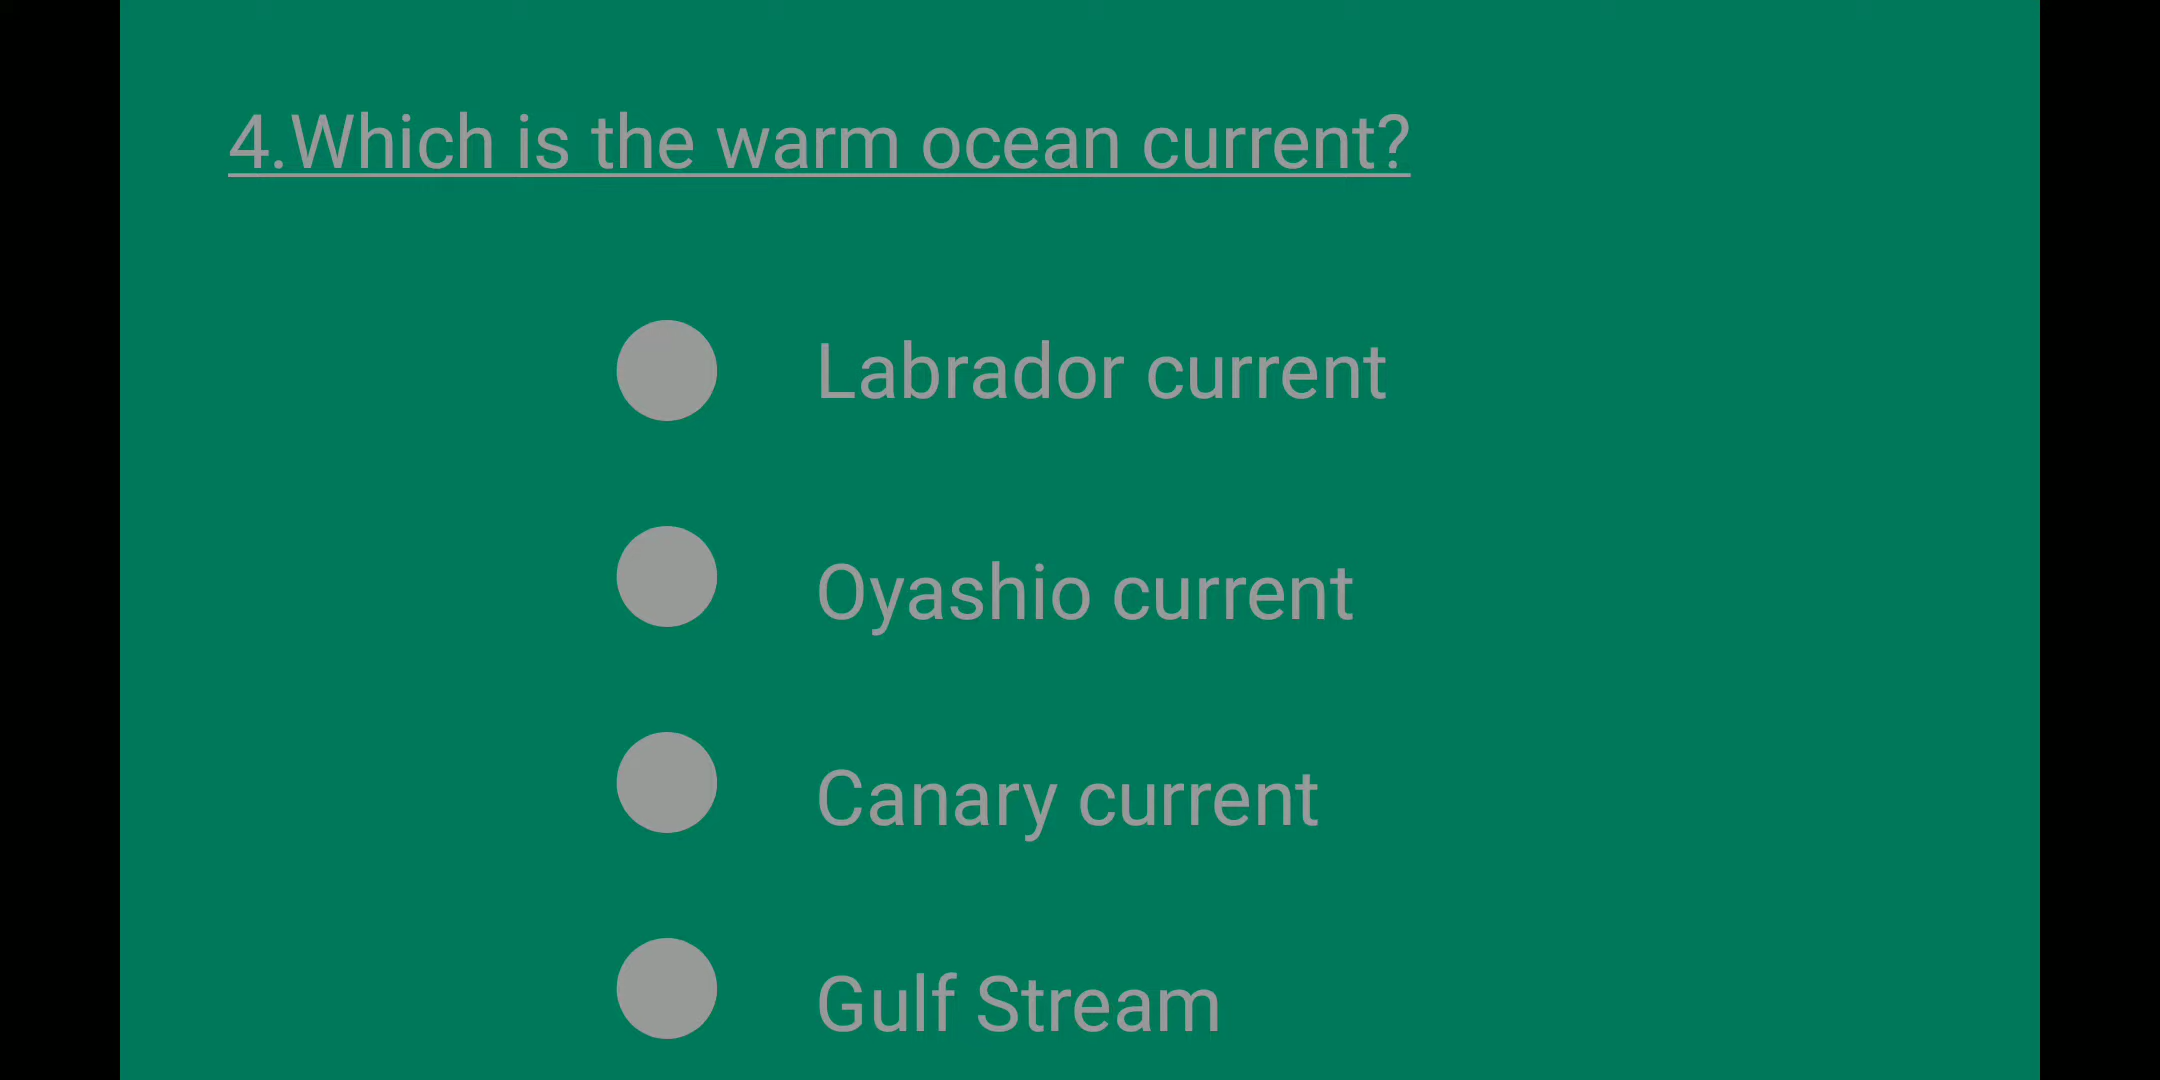 4.Which is the warm ocean current?
Labrador current
Oyashio current
Canary current
Gulf Stream